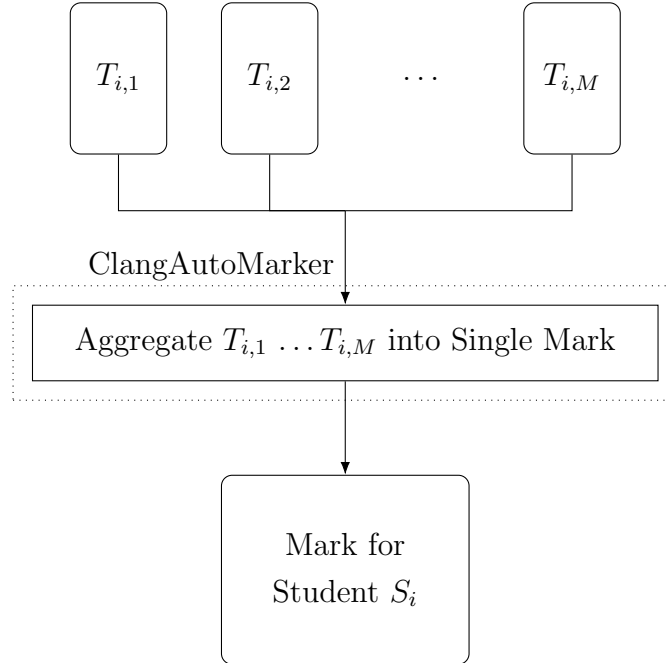 T_{i,1} T_{i,2} ... T_{i,M}
ClangAutoMarker
Aggregate T_{i,1} ... T_{i,M} into Single Mark
Mark for
Student S_i